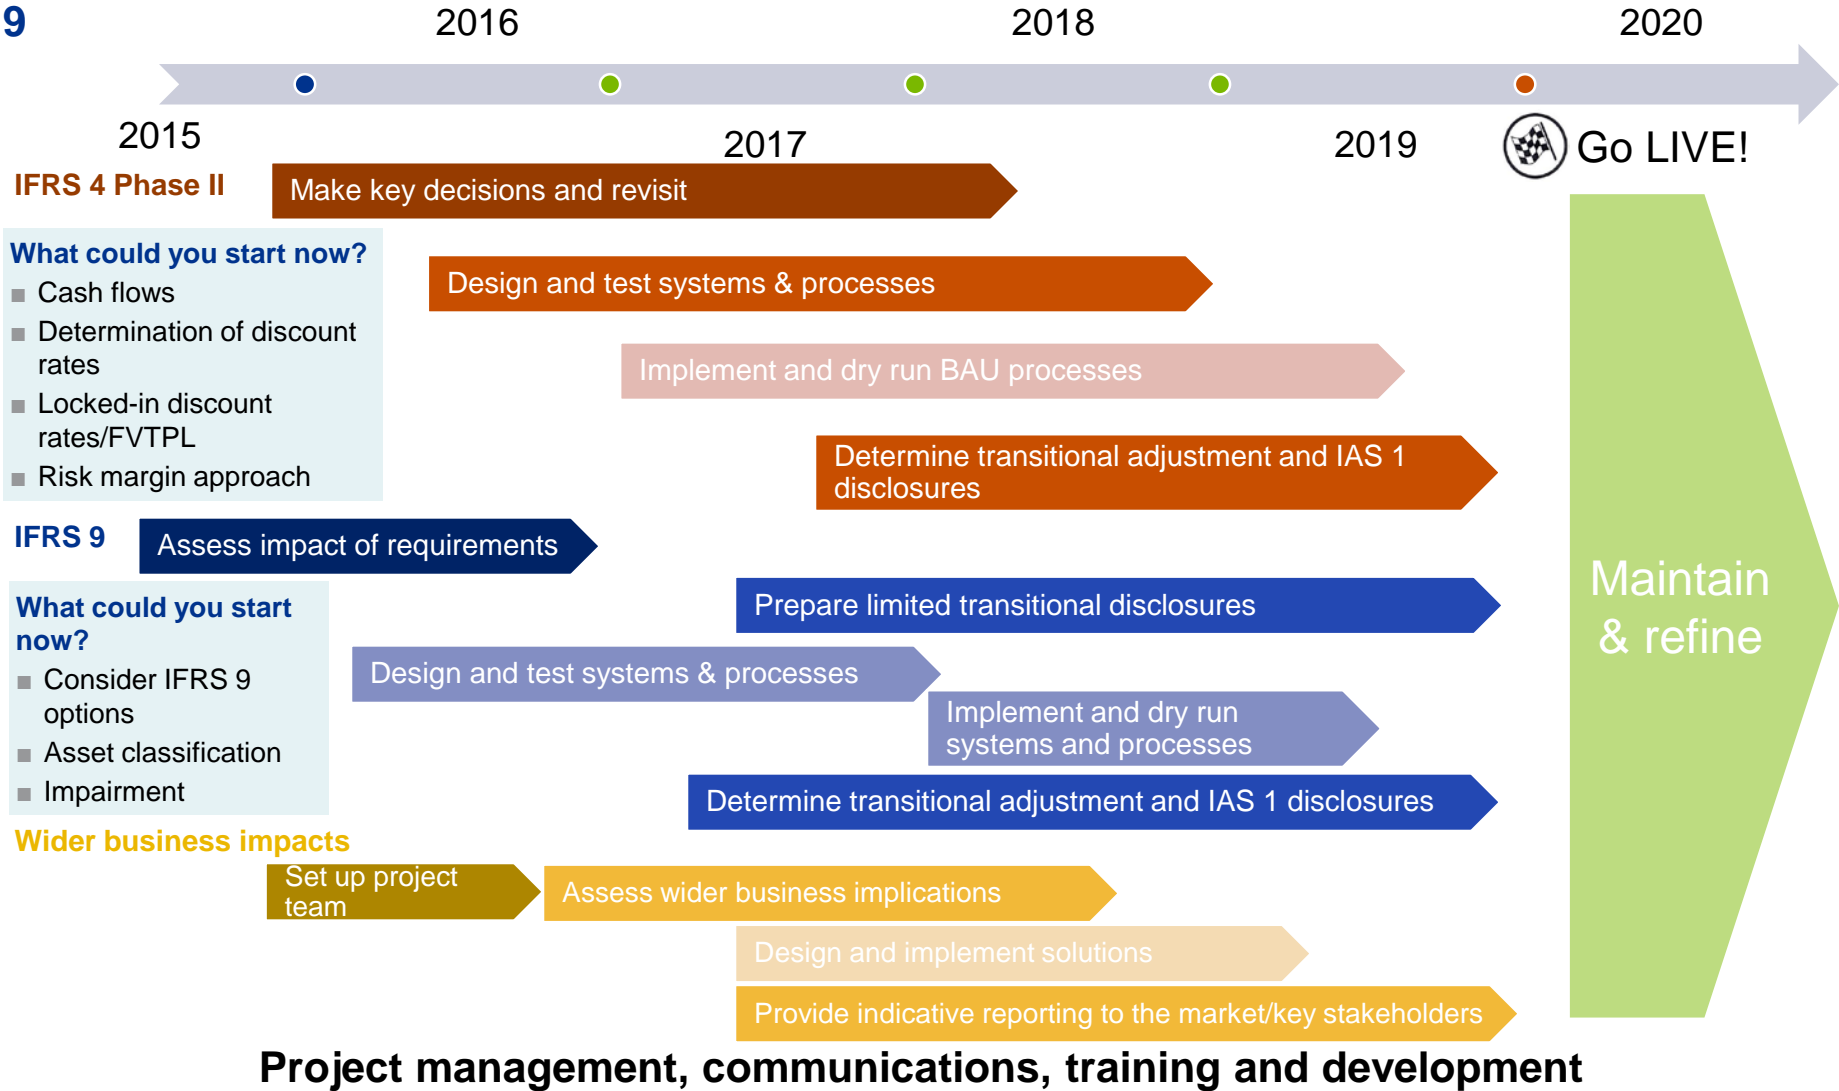 9
2016
2018
2020
2015
2017
2019
Go LIVE!
IFRS 4 Phase II
Make key decisions and revisit
What could you start now?
Cash flows
Determination of discount
rates
Locked-in discount
rates/FVTPL
Risk margin approach
Design and test systems & processes
Implement and dry run BAU processes
Determine transitional adjustment and IAS 1
disclosures
IFRS 9
Assess impact of requirements
What could you start
now?
Consider IFRS 9
options
Asset classification
Impairment
Prepare limited transitional disclosures
Design and test systems & processes
Implement and dry run
systems and processes
Determine transitional adjustment and IAS 1 disclosures
Maintain
& refine
Wider business impacts
Set up project
team
Assess wider business implications
Design and implement solutions
Provide indicative reporting to the market/key stakeholders
Project management, communications, training and development